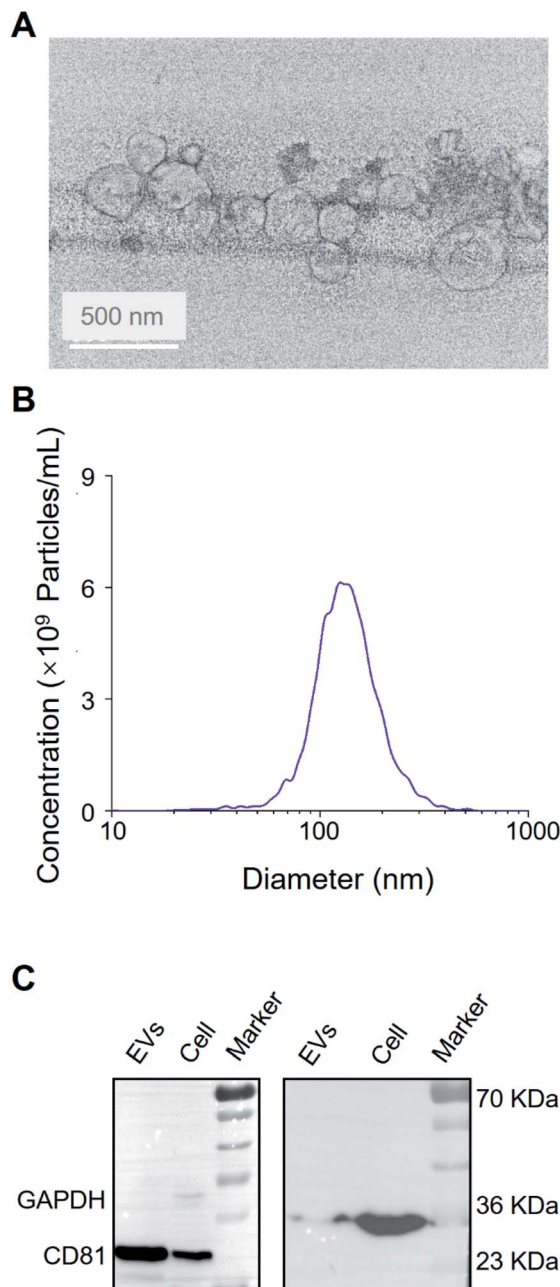 A
500 nm
B
Concentration (×10⁹ Particles/mL)
9
6
3
0
10
100
1000
Diameter (nm)
C
EVs
Cell
Marker
EVs
Cell
Marker
GAPDH
CD81
70 KDa
36 KDa
23 KDa